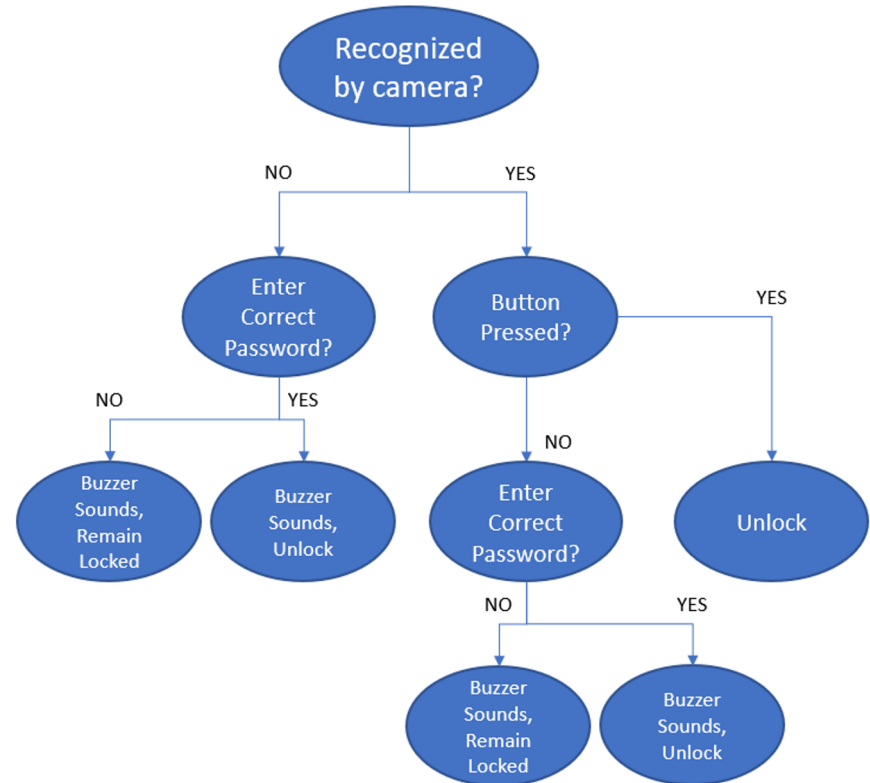 Recognized
by camera?
NO
YES
Enter
Correct
Password?
Button
Pressed?
YES
NO
YES
NO
Buzzer
Sounds,
Remain
Locked
Buzzer
Sounds,
Unlock
Enter
Correct
Password?
Unlock
NO
YES
Buzzer
Sounds,
Remain
Locked
Buzzer
Sounds,
Unlock